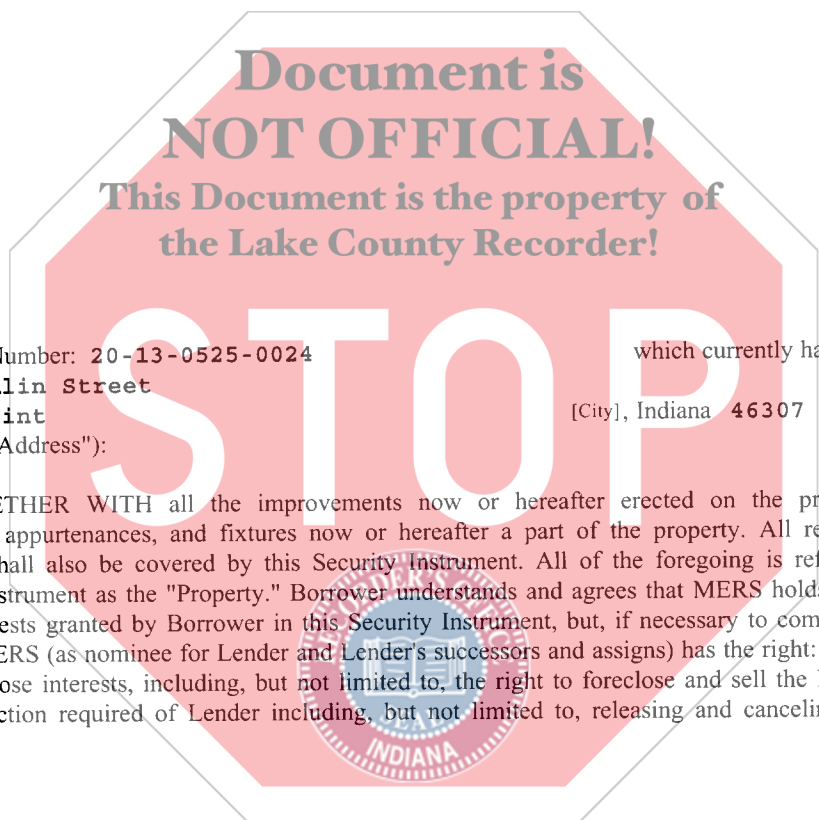 Document is
NOT OFFICIAL!
This Document is the property of
the Lake County Recorder!
STOP
Number: 20-13-0525-0024 which currently ha
lin Street
int [City], Indiana 46307
Address"):
ETHER WITH all the improvements now or hereafter erected on the pr
appurtenances, and fixtures now or hereafter a part of the property. All re
hall also be covered by this Security Instrument. All of the foregoing is ref
strument as the "Property." Borrower understands and agrees that MERS holds
ests granted by Borrower in this Security Instrument, but, if necessary to com
ERS (as nominee for Lender and Lender's successors and assigns) has the right:
ose interests, including, but not limited to, the right to foreclose and sell the
ction required of Lender including, but not limited to, releasing and cancelin
RECORDER'S OFFICE
SEAL
INDIANA